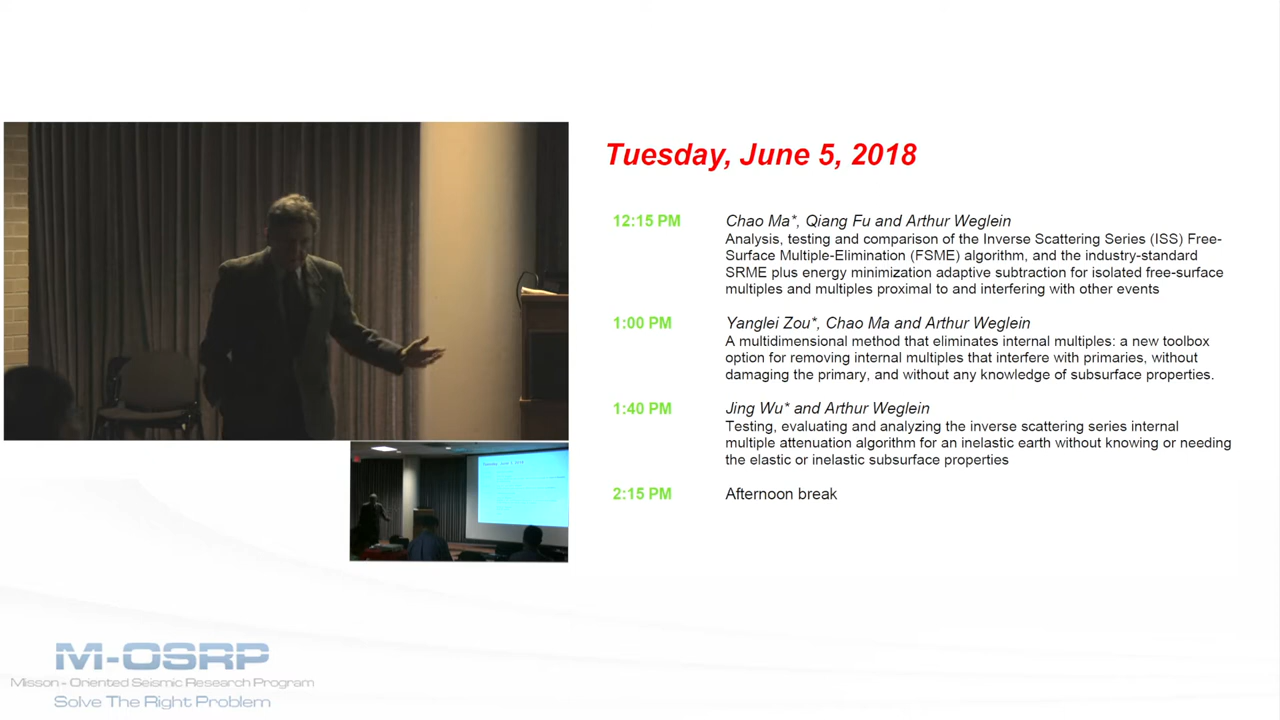 Tuesday, June 5, 2018
12:15 PM Chao Ma*, Qiang Fu and Arthur Weglein
Analysis, testing and comparison of the Inverse Scattering Series (ISS) Free-
Surface Multiple-Elimination (FSME) algorithm, and the industry-standard
SRME plus energy minimization adaptive subtraction for isolated free-surface
multiples and multiples proximal to and interfering with other events
1:00 PM Yanglei Zou*, Chao Ma and Arthur Weglein
A multidimensional method that eliminates internal multiples: a new toolbox
option for removing internal multiples that interfere with primaries, without
damaging the primary, and without any knowledge of subsurface properties.
1:40 PM Jing Wu* and Arthur Weglein
Testing, evaluating and analyzing the inverse scattering series internal
multiple attenuation algorithm for an inelastic earth without knowing or needing
the elastic or inelastic subsurface properties
2:15 PM Afternoon break
Tuesday, June 5, 2018
M-OSRP
Misson - Oriented Seismic Research Program
Solve The Right Problem